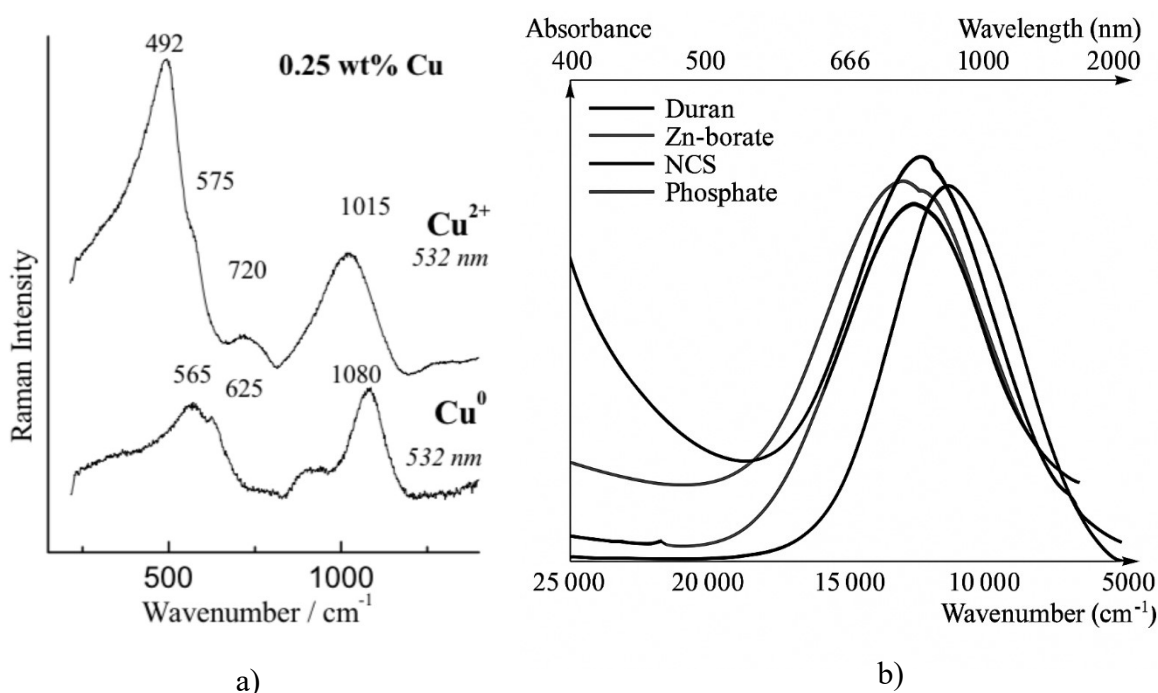 492
0.25 wt% Cu
575
1015
Cu2+
720
532 nm
565
625
1080
Cu0
532 nm
Raman Intensity
500
1000
Wavenumber / cm-1
a)
Absorbance
Wavelength (nm)
400
500
666
1000
2000
Duran
Zn-borate
NCS
Phosphate
25 000
20 000
15 000
10 000
5000
Wavenumber (cm-1)
b)